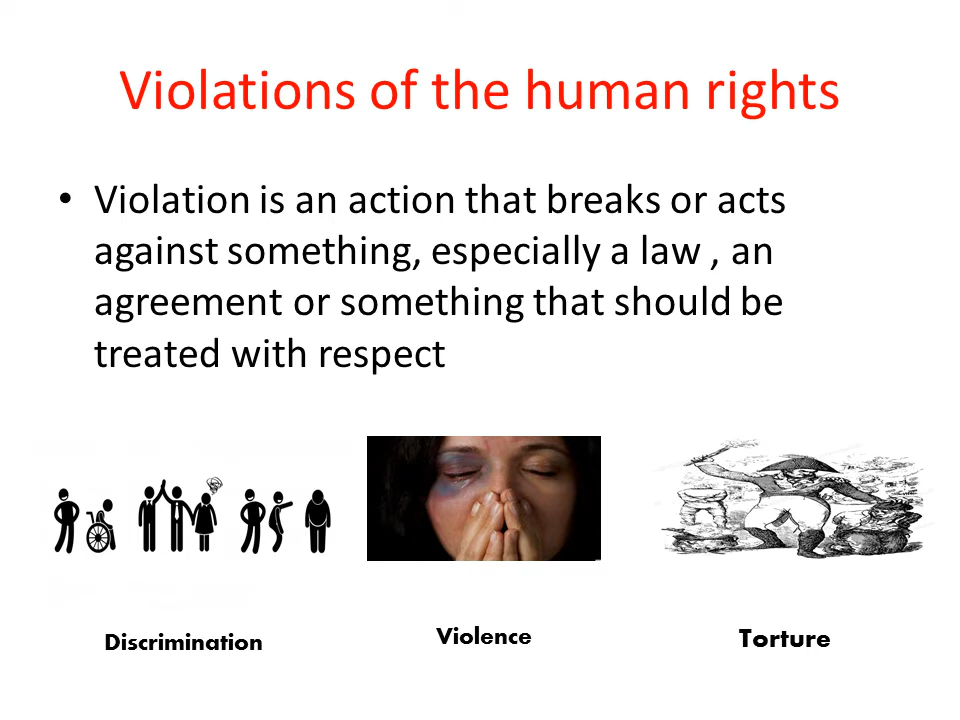 Violations of the human rights
• Violation is an action that breaks or acts
against something, especially a law , an
agreement or something that should be
treated with respect
Discrimination
Violence
Torture